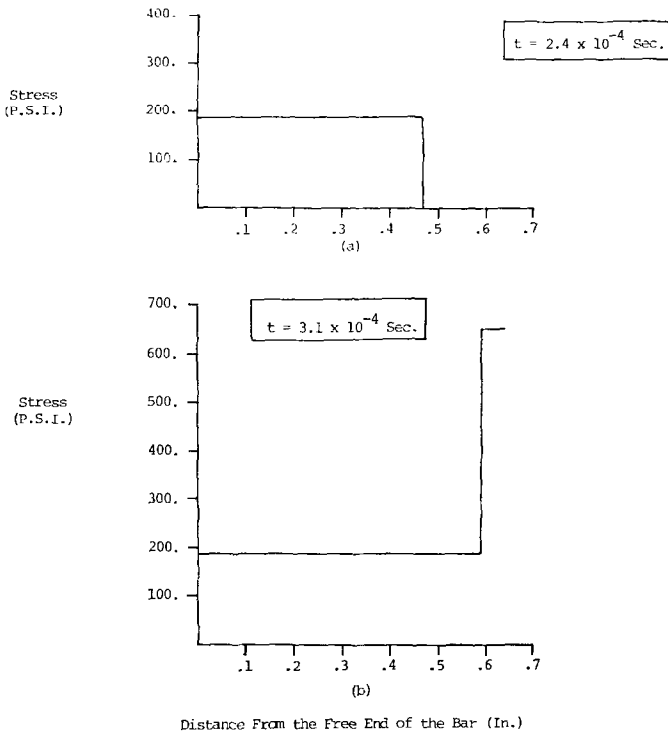 400.
t = 2.4 x 10⁻⁴ Sec.
300.
Stress
(P.S.I.)
200.
100.
.1 .2 .3 .4 .5 .6 .7
(a)
700.
t = 3.1 x 10⁻⁴ Sec.
600.
500.
Stress
(P.S.I.)
400.
300.
200.
100.
.1 .2 .3 .4 .5 .6 .7
(b)
Distance From the Free End of the Bar (In.)